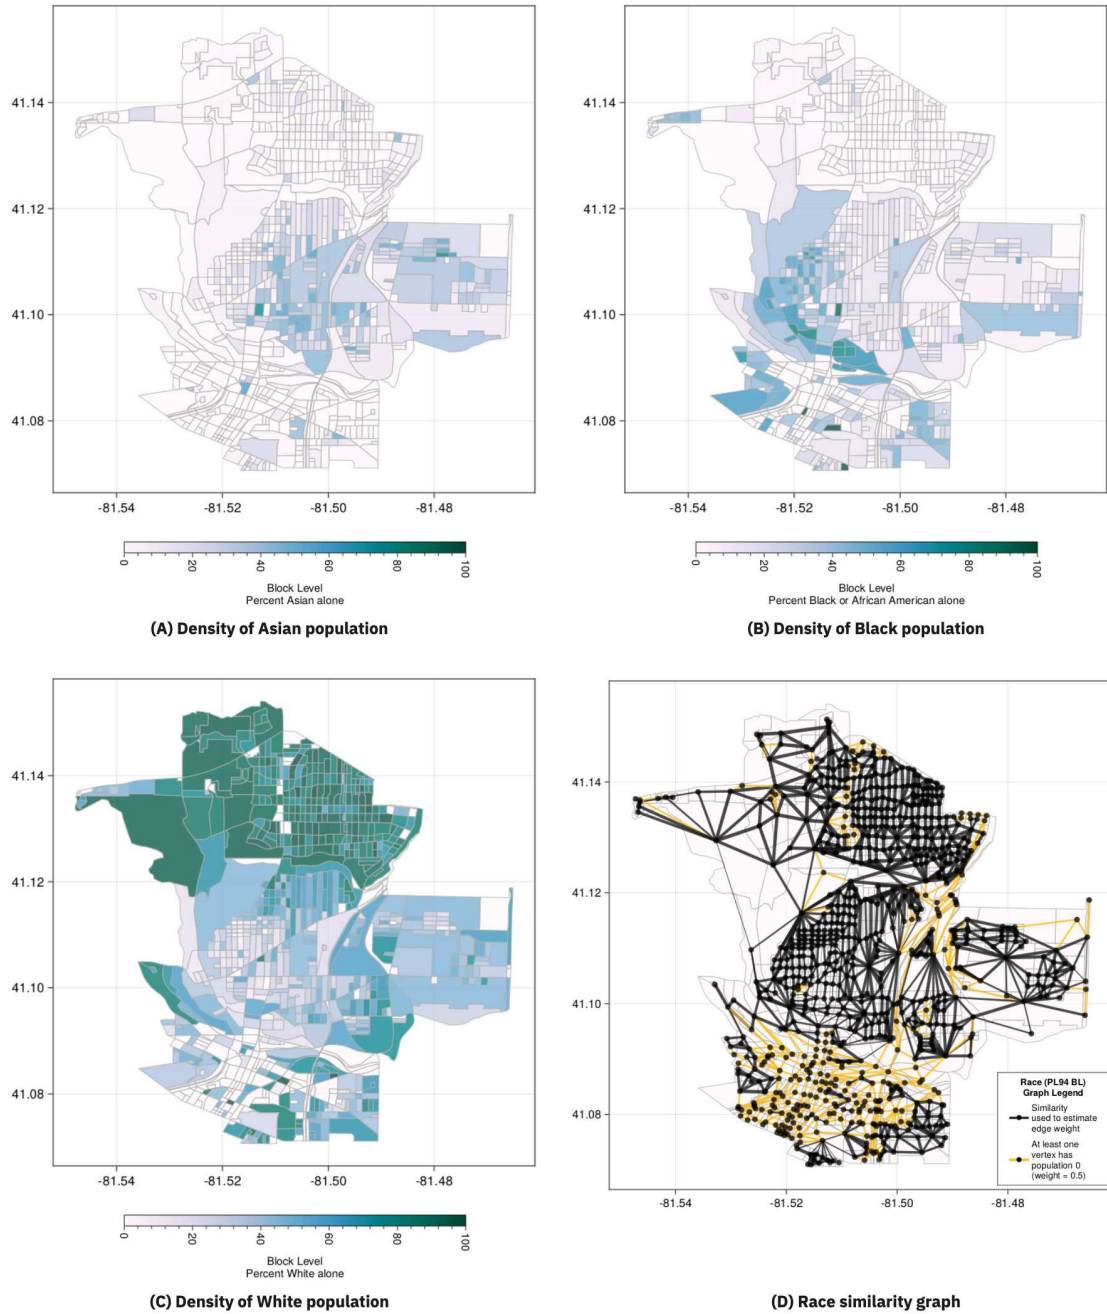 41.14
41.12
41.10
41.08
-81.54
-81.52
-81.50
-81.48
0
20
40
60
80
100
Block Level
Percent Asian alone
(A) Density of Asian population
41.14
41.12
41.10
41.08
-81.54
-81.52
-81.50
-81.48
0
20
40
60
80
100
Block Level
Percent Black or African American alone
(B) Density of Black population
41.14
41.12
41.10
41.08
-81.54
-81.52
-81.50
-81.48
0
20
40
60
80
100
Block Level
Percent White alone
(C) Density of White population
41.14
41.12
41.10
41.08
-81.54
-81.52
-81.50
-81.48
Race (PL94 BL)
Graph Legend
Similarity
used to estimate
edge weight
At least one
vertex has
population 0
(weight = 0.5)
(D) Race similarity graph